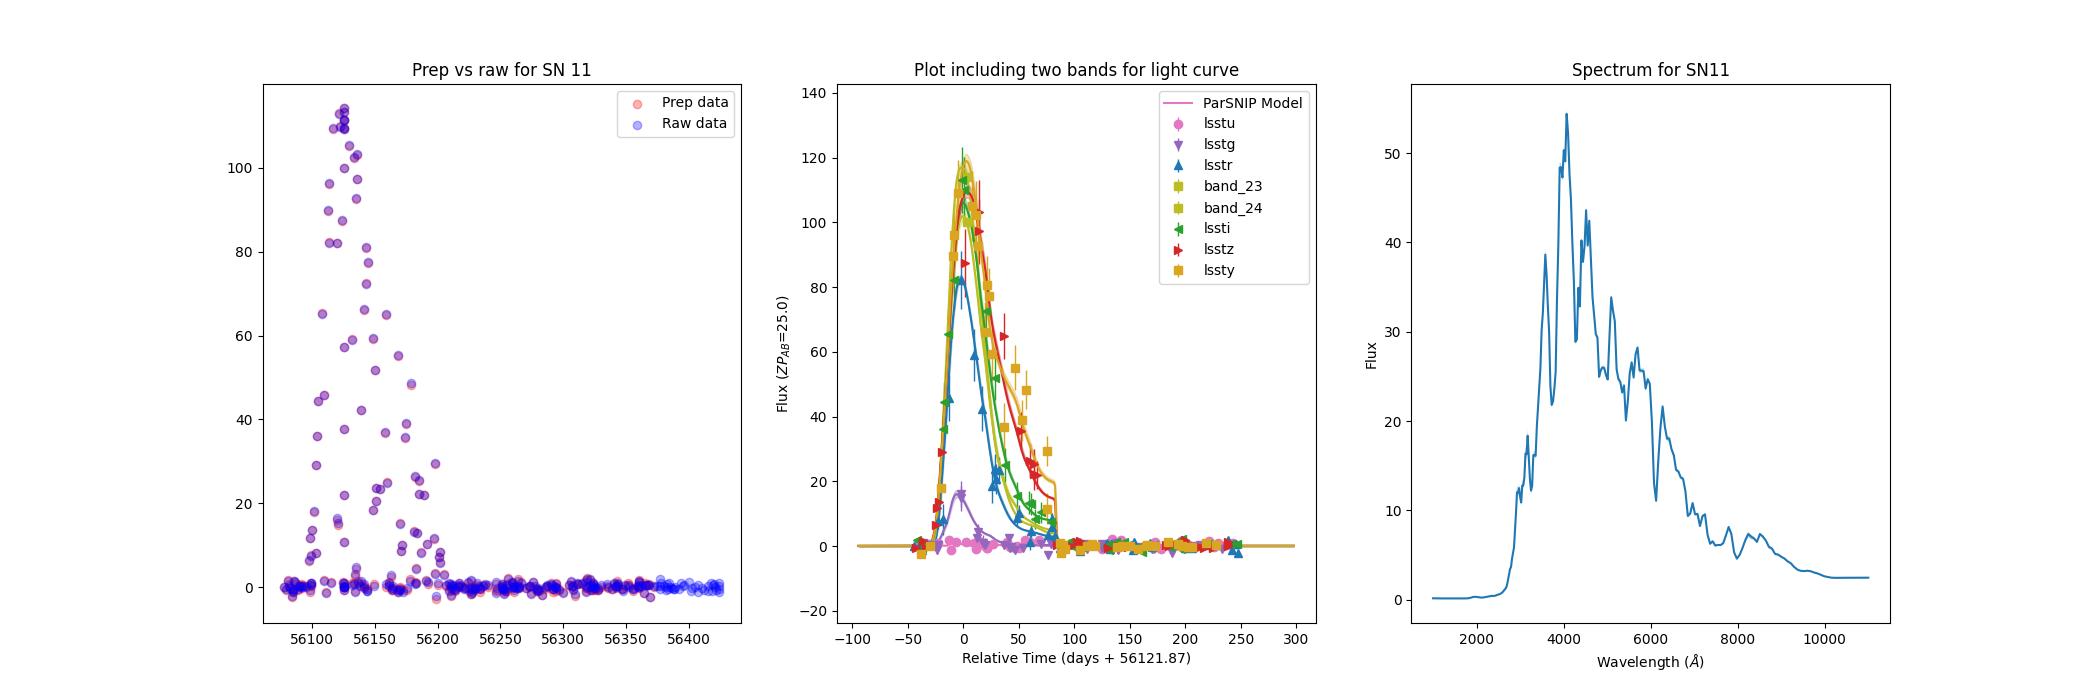 Prep vs raw for SN 11
Prep data
Raw data
100
80
60
40
20
0
56100 56150 56200 56250 56300 56350 56400
Plot including two bands for light curve
ParSNIP Model
lsstu
lsstg
lsstr
band_23
band_24
lssti
lsstz
lssty
Flux (ZP_AB=25.0)
140
120
100
80
60
40
20
0
−20
−100 −50 0 50 100 150 200 250 300
Relative Time (days + 56121.87)
Spectrum for SN11
Flux
50
40
30
20
10
0
2000 4000 6000 8000 10000
Wavelength (Å)